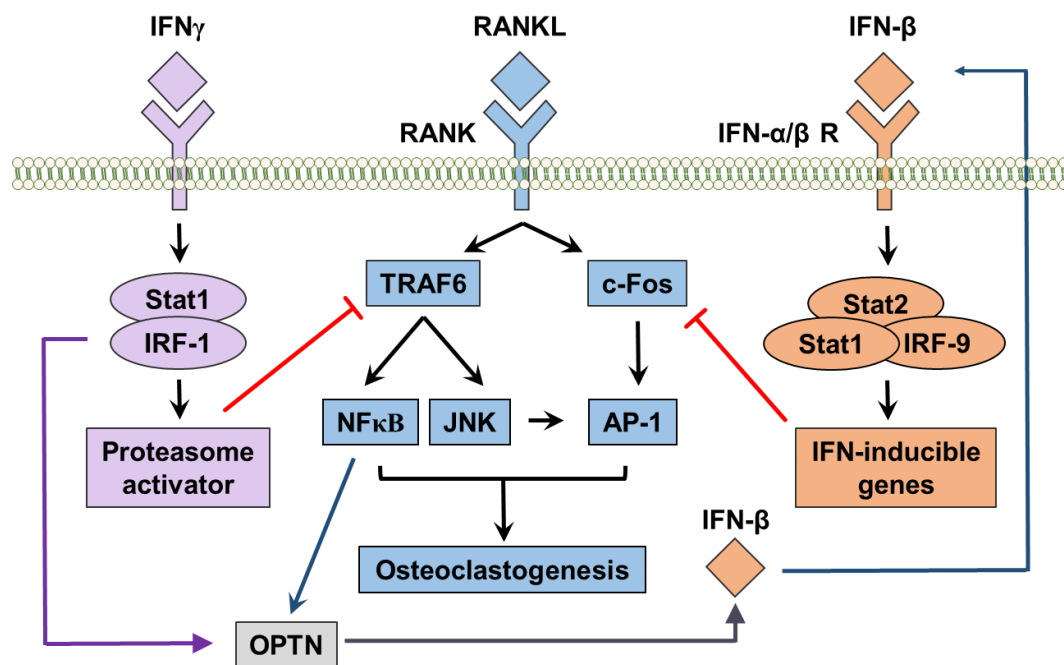 IFNγ
RANKL
IFN-β
RANK
IFN-α/β R
Stat1
IRF-1
TRAF6
c-Fos
Stat2
Stat1
IRF-9
NFκB
JNK
AP-1
Proteasome
activator
IFN-inducible
genes
IFN-β
Osteoclastogenesis
OPTN